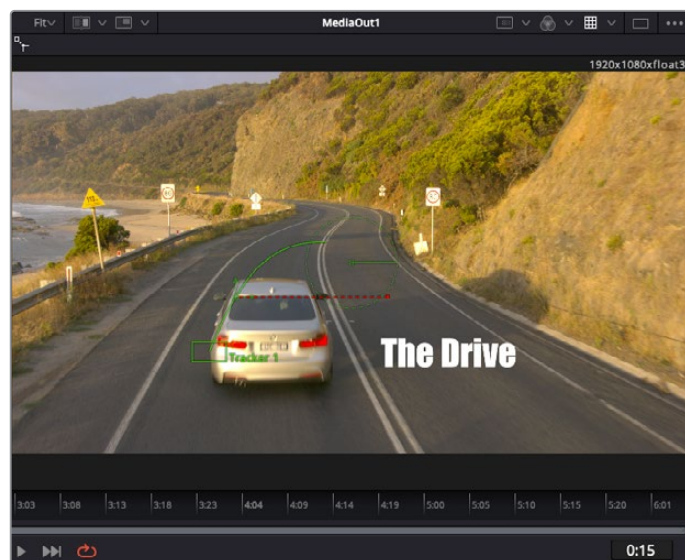 Fit
MediaOut1
1920x1080xfloat3
Tracker 1
The Drive
3:03 3:08 3:13 3:18 3:23 4:04 4:09 4:14 4:19 5:00 5:05 5:10 5:15 5:20 6:01
0:15